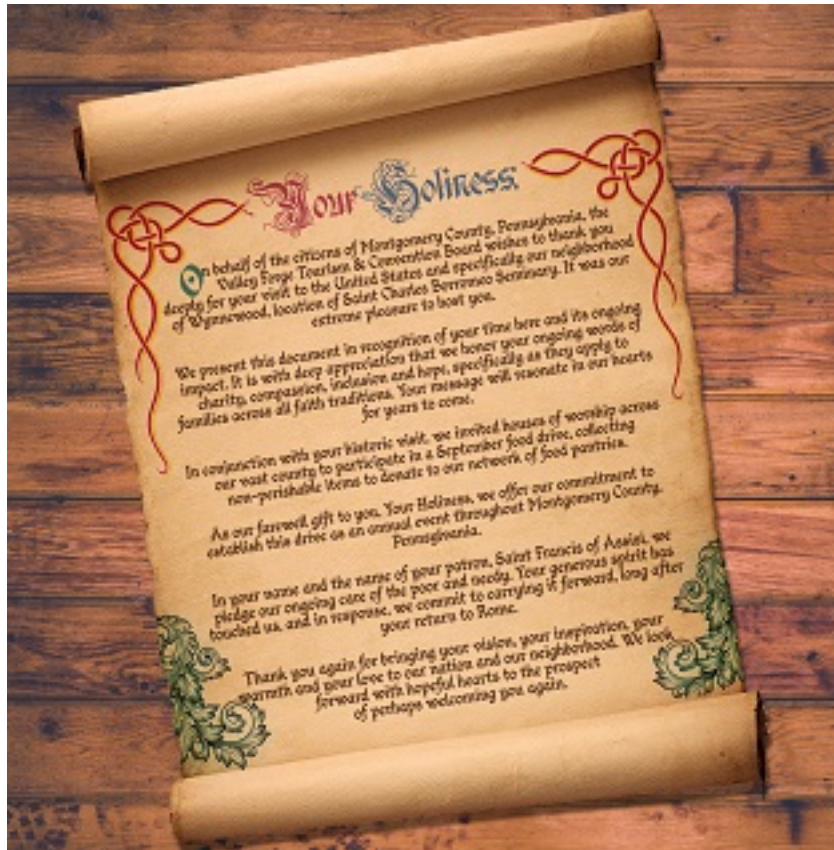 Your Holiness:
On behalf of the citizens of Montgomery County, Pennsylvania, the
Valley Forge Tourism & Convention Board wishes to thank you
deeply for your visit to the United States and specifically our neighborhood
of Wynnewood, location of Saint Charles Borromeo Seminary. It was our
extreme pleasure to host you.
We present this document in recognition of your time here and its ongoing
impact. It is with deep appreciation that we honor your ongoing words of
charity, compassion, inclusion and hope, specifically as they apply to
families across all faith traditions. Your message will resonate in our hearts
for years to come.
In conjunction with your historic visit, we invited houses of worship across
our vast county to participate in a September food drive, collecting
non-perishable items to donate to our network of food pantries.
As our farewell gift to you, Your Holiness, we offer our commitment to
establish this drive as an annual event throughout Montgomery County,
Pennsylvania.
In your name and the name of your patron, Saint Francis of Assisi, we
pledge our ongoing care of the poor and needy. Your generous spirit has
touched us, and in response, we commit to carrying it forward, long after
your return to Rome.
Thank you again for bringing your vision, your inspiration, your
warmth and your love to our nation and our neighborhood. We look
forward with hopeful hearts to the prospect
of perhaps welcoming you again.